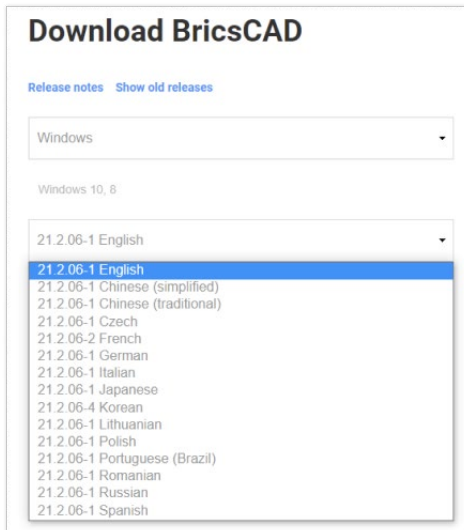 Download BricsCAD
Release notes Show old releases
Windows
Windows 10, 8
21.2.06-1 English
21.2.06-1 English
21.2.06-1 Chinese (simplified)
21.2.06-1 Chinese (traditional)
21.2.06-1 Czech
21.2.06-2 French
21.2.06-1 German
21.2.06-1 Italian
21.2.06-1 Japanese
21.2.06-4 Korean
21.2.06-1 Lithuanian
21.2.06-1 Polish
21.2.06-1 Portuguese (Brazil)
21.2.06-1 Romanian
21.2.06-1 Russian
21.2.06-1 Spanish